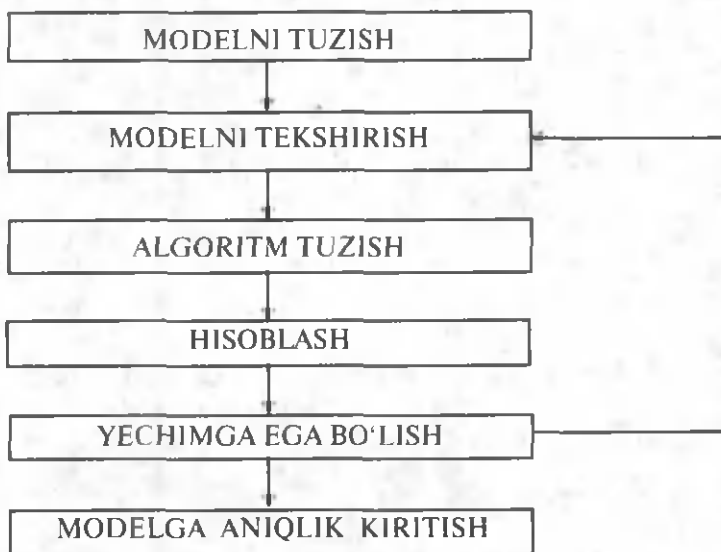 MODELNI TUZISH
MODELNI TEKSHIRISH
ALGORITM TUZISH
HISOBLASH
YECHIMGA EGA BO‘LISH
MODELGA ANIQLIK KIRITISH